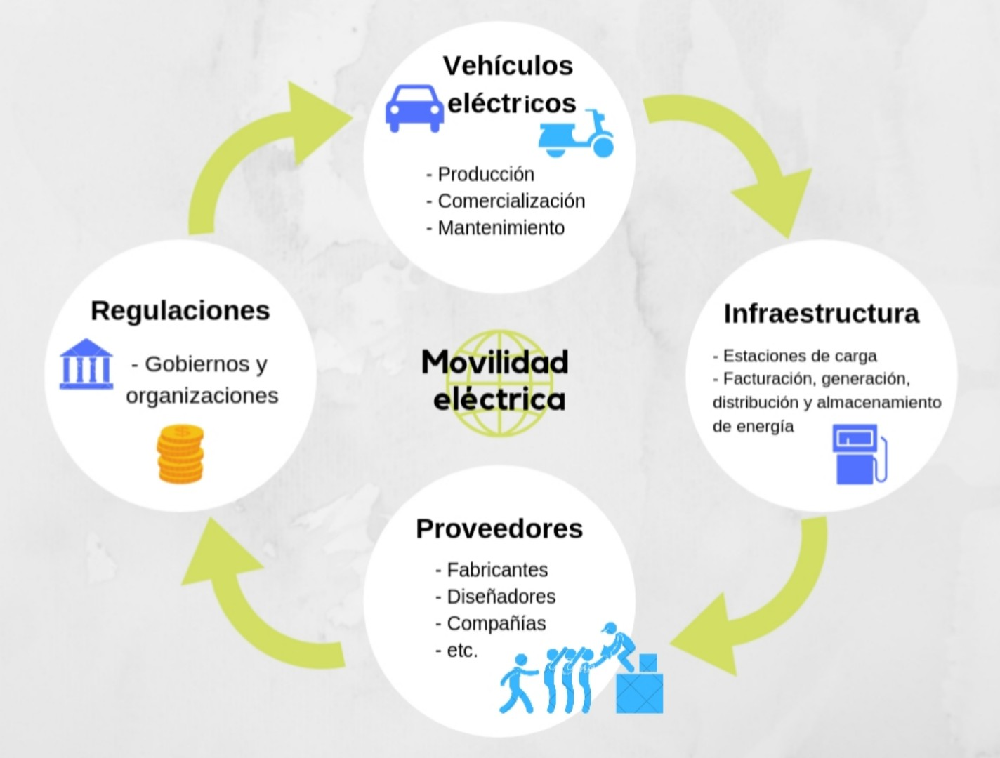 Vehículos
eléctricos
- Producción
- Comercialización
- Mantenimiento
Regulaciones
- Gobiernos y
organizaciones
$
Movilidad
eléctrica
Infraestructura
- Estaciones de carga
- Facturación, generación,
distribución y almacenamiento
de energía
Proveedores
- Fabricantes
- Diseñadores
- Compañías
- etc.